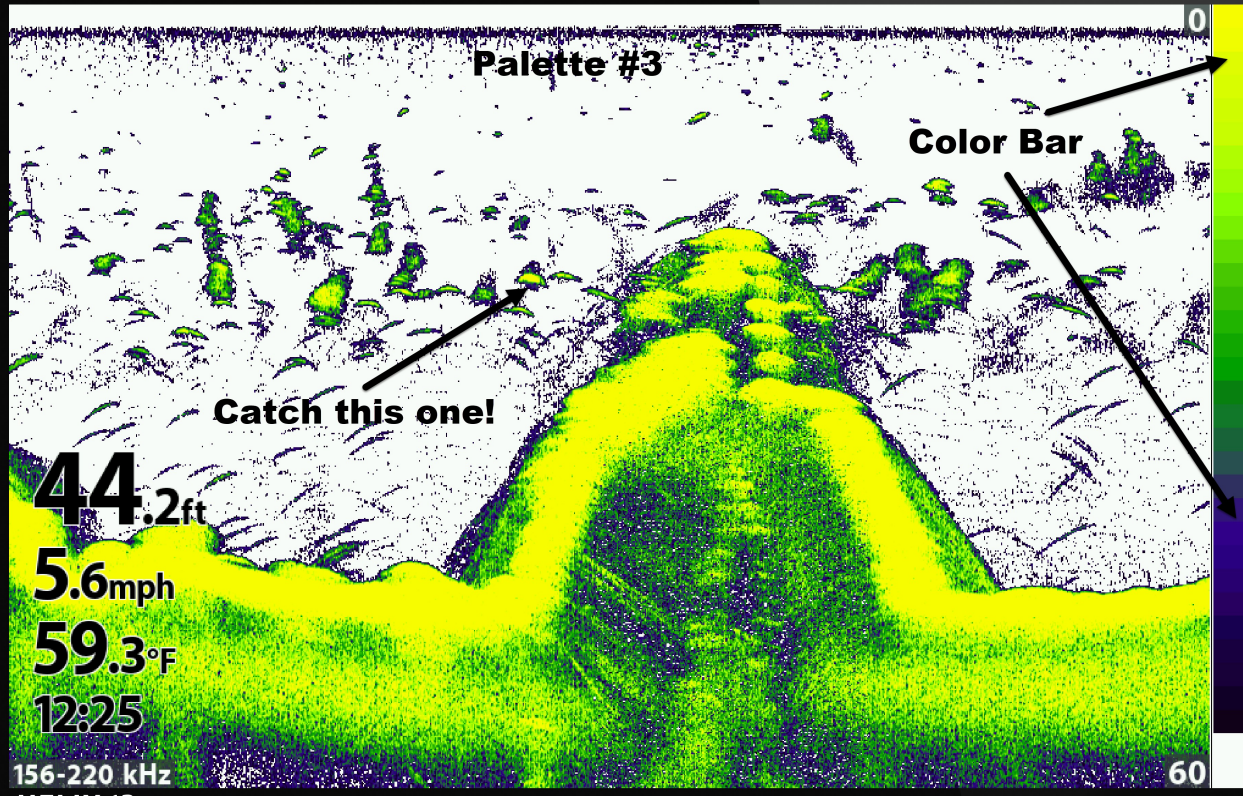 0
Palette #3
Color Bar
Catch this one!
44.2ft
5.6mph
59.3°F
12:25
156-220 kHz
60